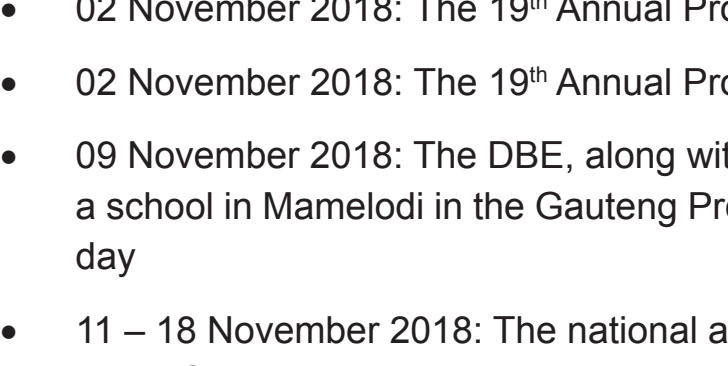 • 02 November 2018: The 19th Annual Pro
• 02 November 2018: The 19th Annual Pro
• 09 November 2018: The DBE, along wit
a school in Mamelodi in the Gauteng Pro
day
• 11 – 18 November 2018: The national a